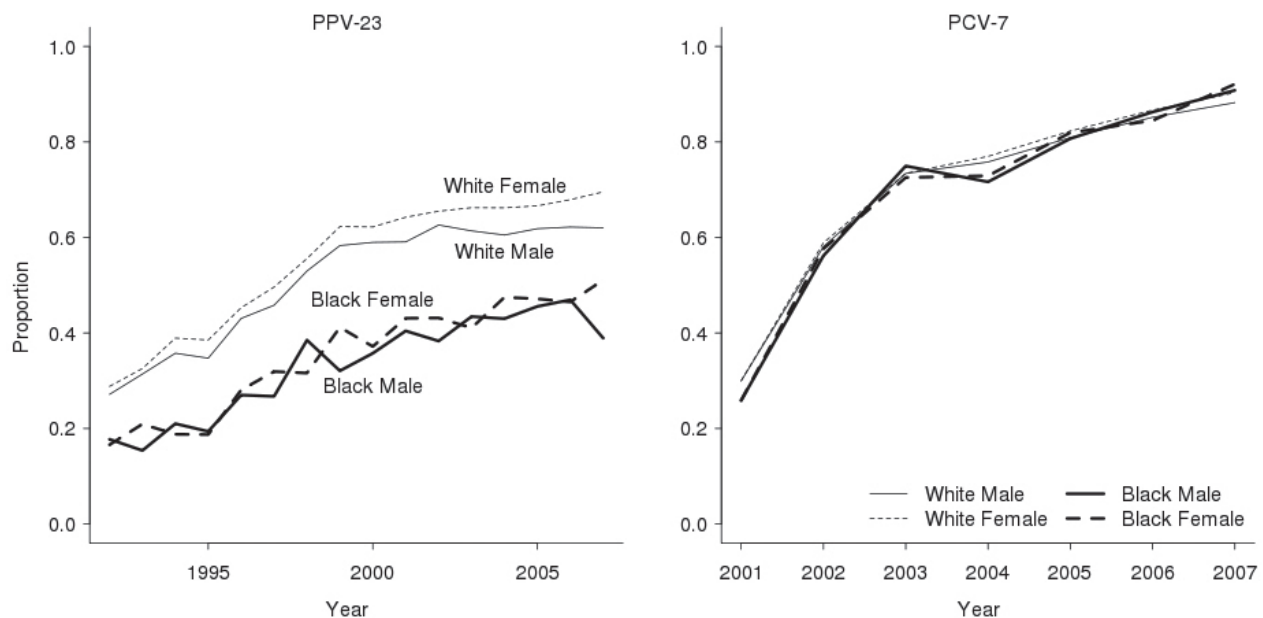 PPV-23
1.0
0.8
0.6
0.4
0.2
0.0
Proportion
White Female
White Male
Black Female
Black Male
1995 2000 2005
Year
PCV-7
1.0
0.8
0.6
0.4
0.2
0.0
White Male Black Male
White Female Black Female
2001 2002 2003 2004 2005 2006 2007
Year